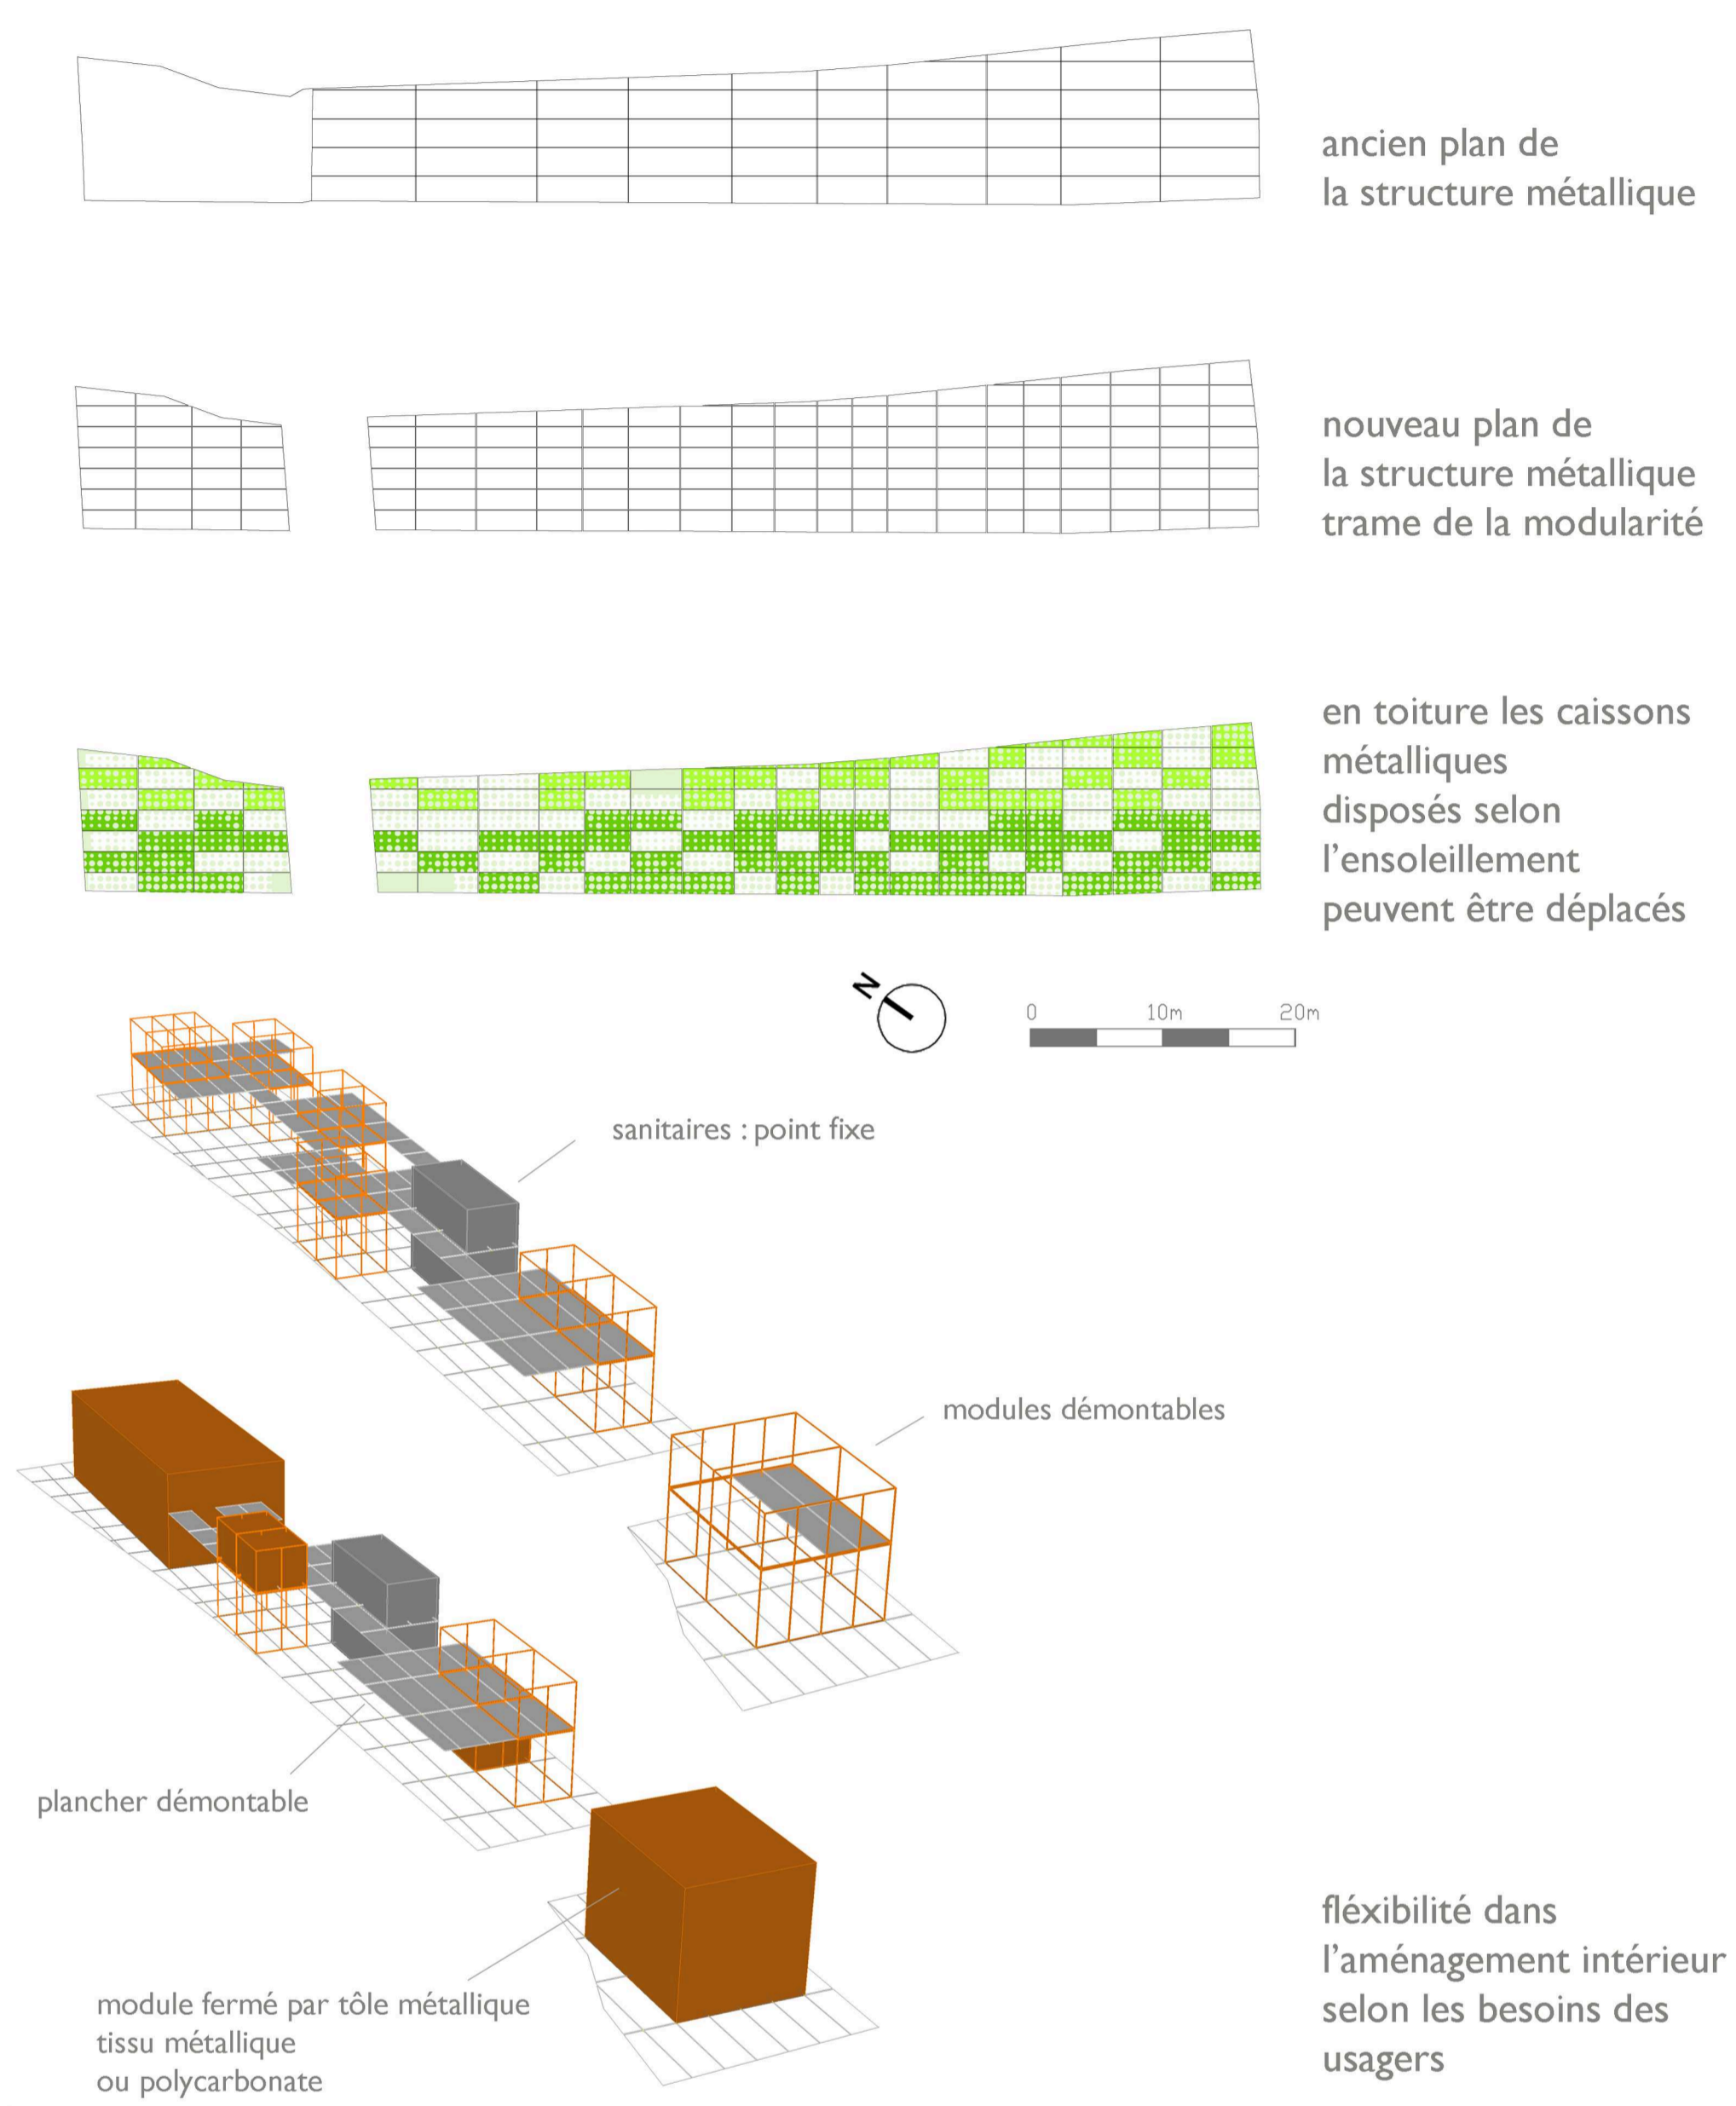 ancien plan de
la structure métallique
nouveau plan de
la structure métallique
trame de la modularité
en toiture les caissons
métalliques
disposés selon
l'ensoleillement
peuvent être déplacés
N
0 10m 20m
sanitaires : point fixe
modules démontables
plancher démontable
module fermé par tôle métallique
tissu métallique
ou polycarbonate
fléxibilité dans
l'aménagement intérieur
selon les besoins des
usagers